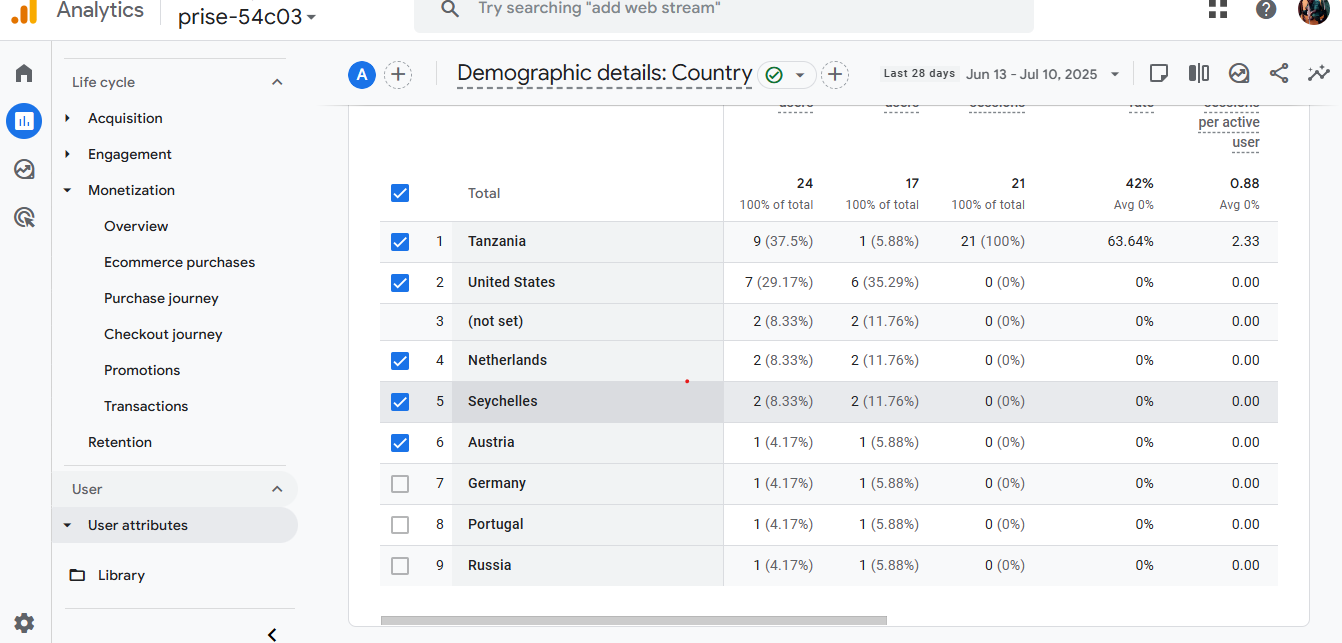 Analytics
prise-54c03
Try searching "add web stream"
Life cycle
Acquisition
Engagement
Monetization
Overview
Ecommerce purchases
Purchase journey
Checkout journey
Promotions
Transactions
Retention
User
User attributes
Library
A
Demographic details: Country
Last 28 days Jun 13 - Jul 10, 2025
users users sessions rate sessions
per active
user
Total 24 17 21 42% 0.88
100% of total 100% of total 100% of total Avg 0% Avg 0%
1 Tanzania 9 (37.5%) 1 (5.88%) 21 (100%) 63.64% 2.33
2 United States 7 (29.17%) 6 (35.29%) 0 (0%) 0% 0.00
3 (not set) 2 (8.33%) 2 (11.76%) 0 (0%) 0% 0.00
4 Netherlands 2 (8.33%) 2 (11.76%) 0 (0%) 0% 0.00
5 Seychelles 2 (8.33%) 2 (11.76%) 0 (0%) 0% 0.00
6 Austria 1 (4.17%) 1 (5.88%) 0 (0%) 0% 0.00
7 Germany 1 (4.17%) 1 (5.88%) 0 (0%) 0% 0.00
8 Portugal 1 (4.17%) 1 (5.88%) 0 (0%) 0% 0.00
9 Russia 1 (4.17%) 1 (5.88%) 0 (0%) 0% 0.00